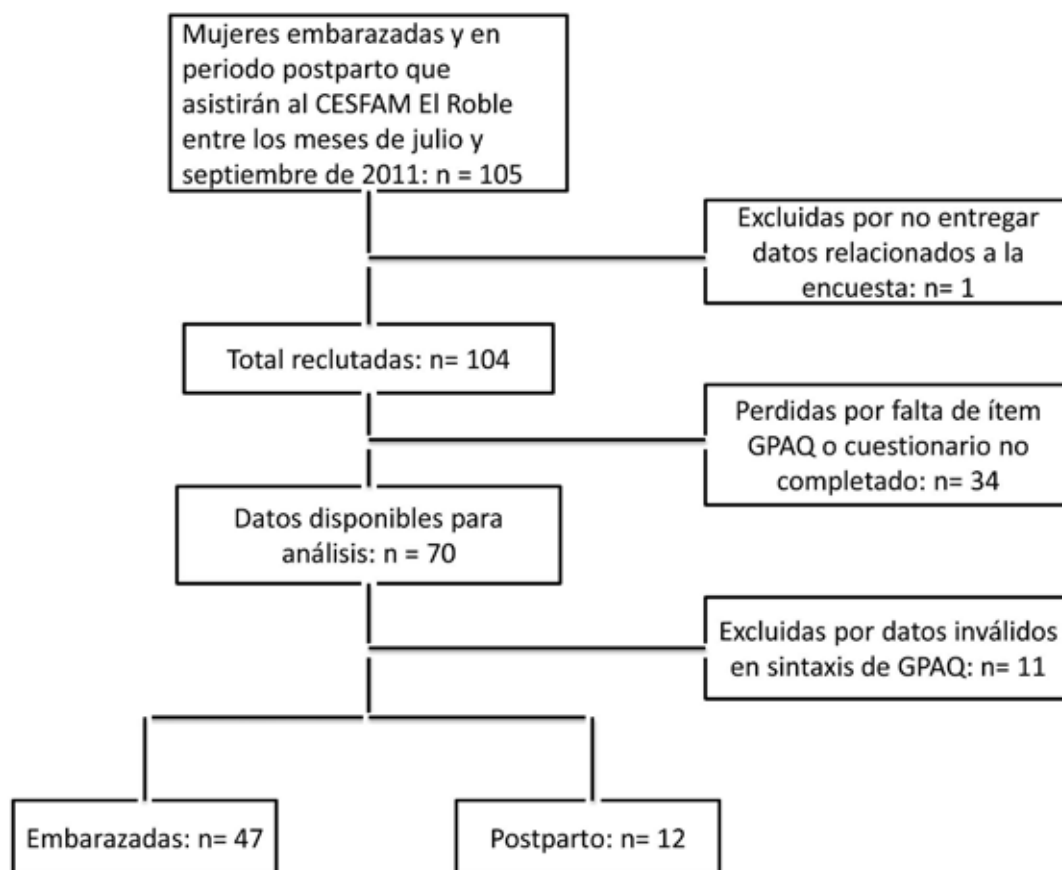 Mujeres embarazadas y en
periodo postparto que
asistirán al CESFAM El Roble
entre los meses de julio y
septiembre de 2011: n = 105
Excluidas por no entregar
datos relacionados a la
encuesta: n= 1
Total reclutadas: n= 104
Perdidas por falta de ítem
GPAQ o cuestionario no
completado: n= 34
Datos disponibles para
análisis: n = 70
Excluidas por datos inválidos
en sintaxis de GPAQ: n= 11
Embarazadas: n= 47
Postparto: n= 12